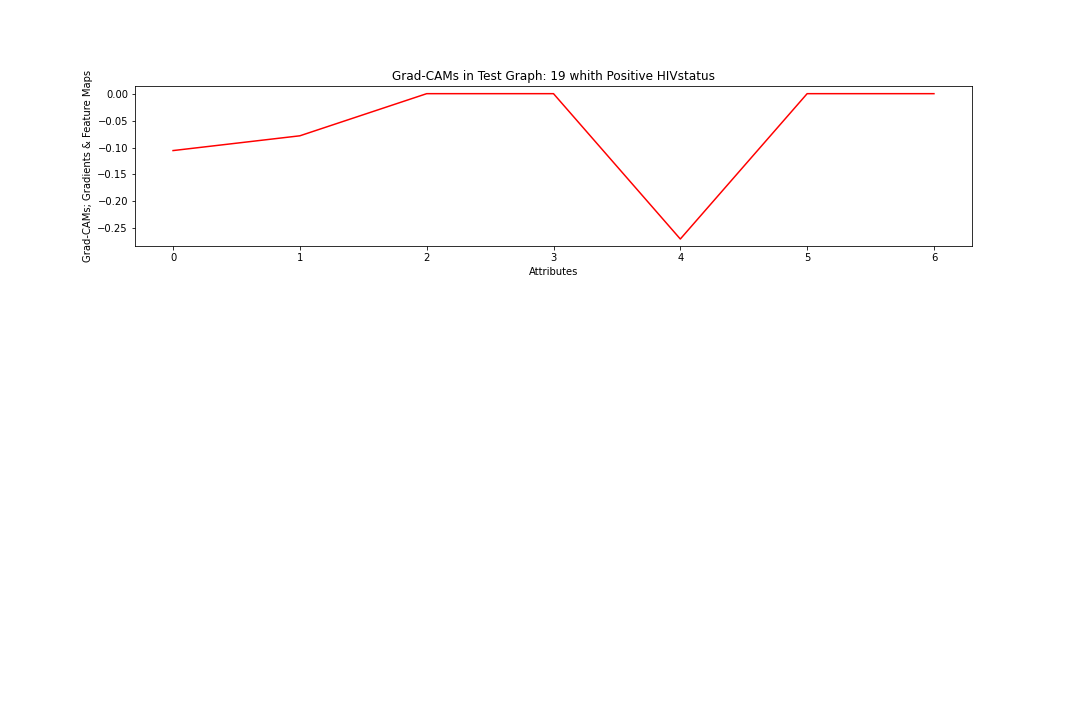 Grad-CAMs in Test Graph: 19 whith Positive HIVstatus
Grad-CAMs; Gradients & Feature Maps
0.00
−0.05
−0.10
−0.15
−0.20
−0.25
0 1 2 3 4 5 6
Attributes